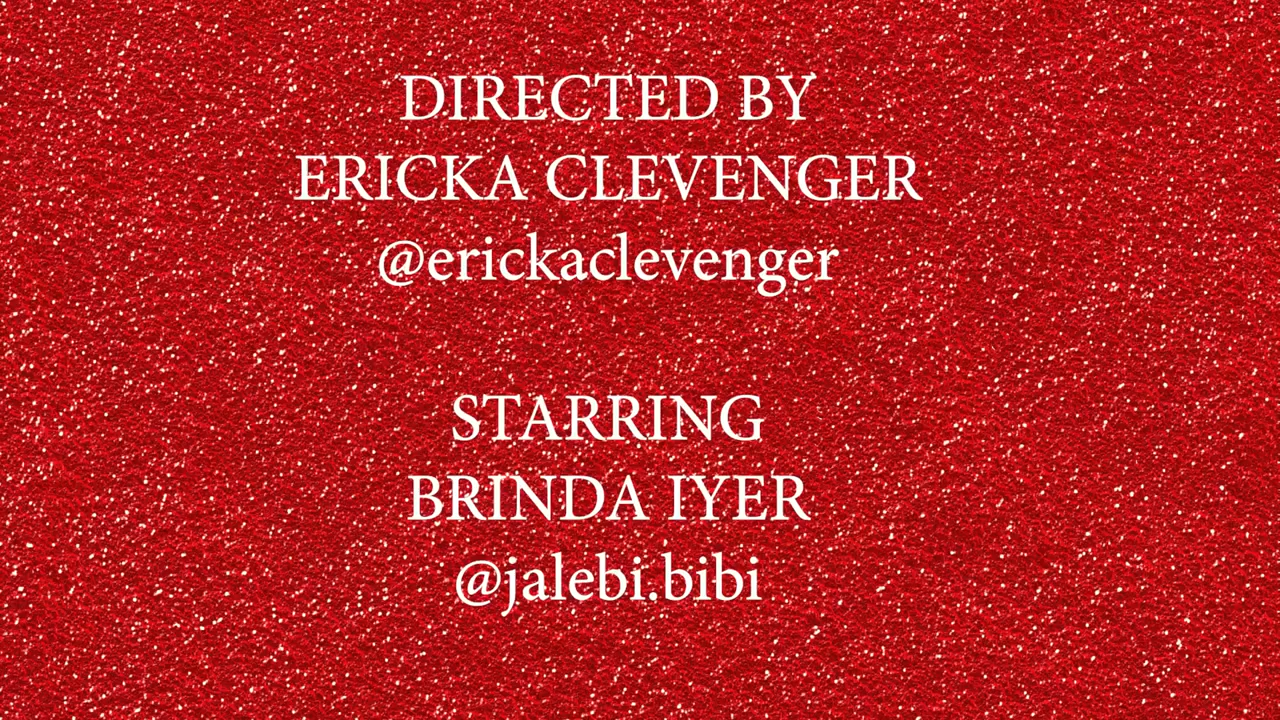 DIRECTED BY
ERICKA CLEVENGER
@erickaclevenger
STARRING
BRINDA IYER
@jalebi.bibi